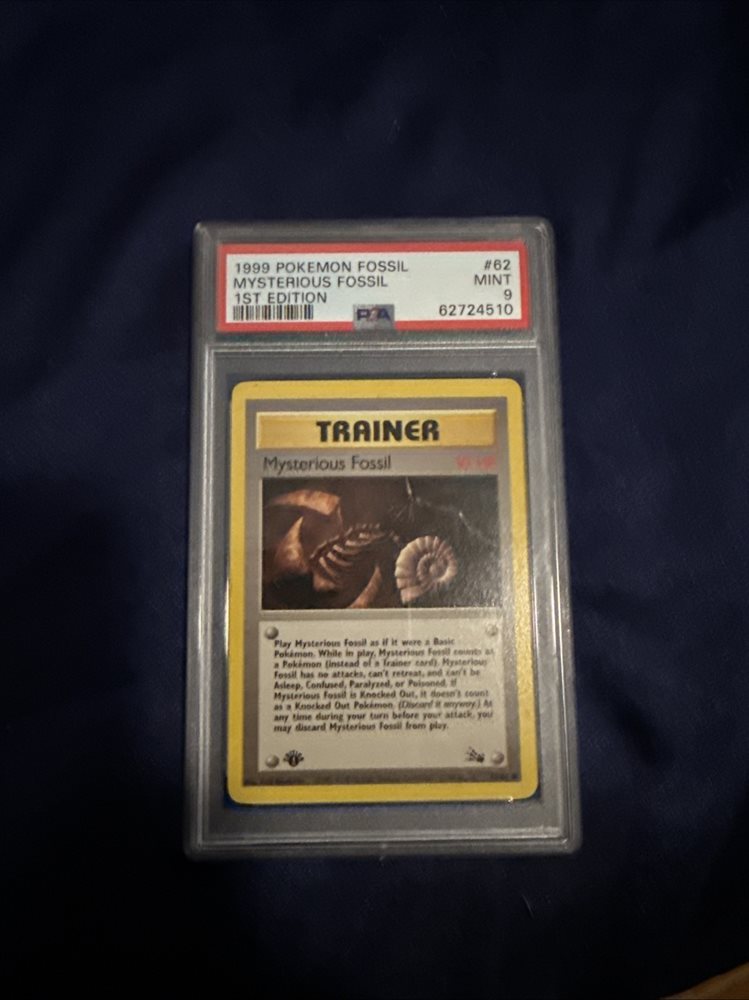 1999 POKEMON FOSSIL #62
MYSTERIOUS FOSSIL MINT
1ST EDITION 9
PSA 62724510
TRAINER
Mysterious Fossil
Play Mysterious Fossil as if it were a Basic
Pokémon. While in play, Mysterious Fossil counts as
a Pokémon (instead of a Trainer card). Mysterious
Fossil has no attacks, can't retreat, and can't be
Asleep, Confused, Paralyzed, or Poisoned. If
Mysterious Fossil is Knocked Out, it doesn't count
as a Knocked Out Pokémon. (Discard it anyway.) At
any time during your turn before your attack, you
may discard Mysterious Fossil from play.